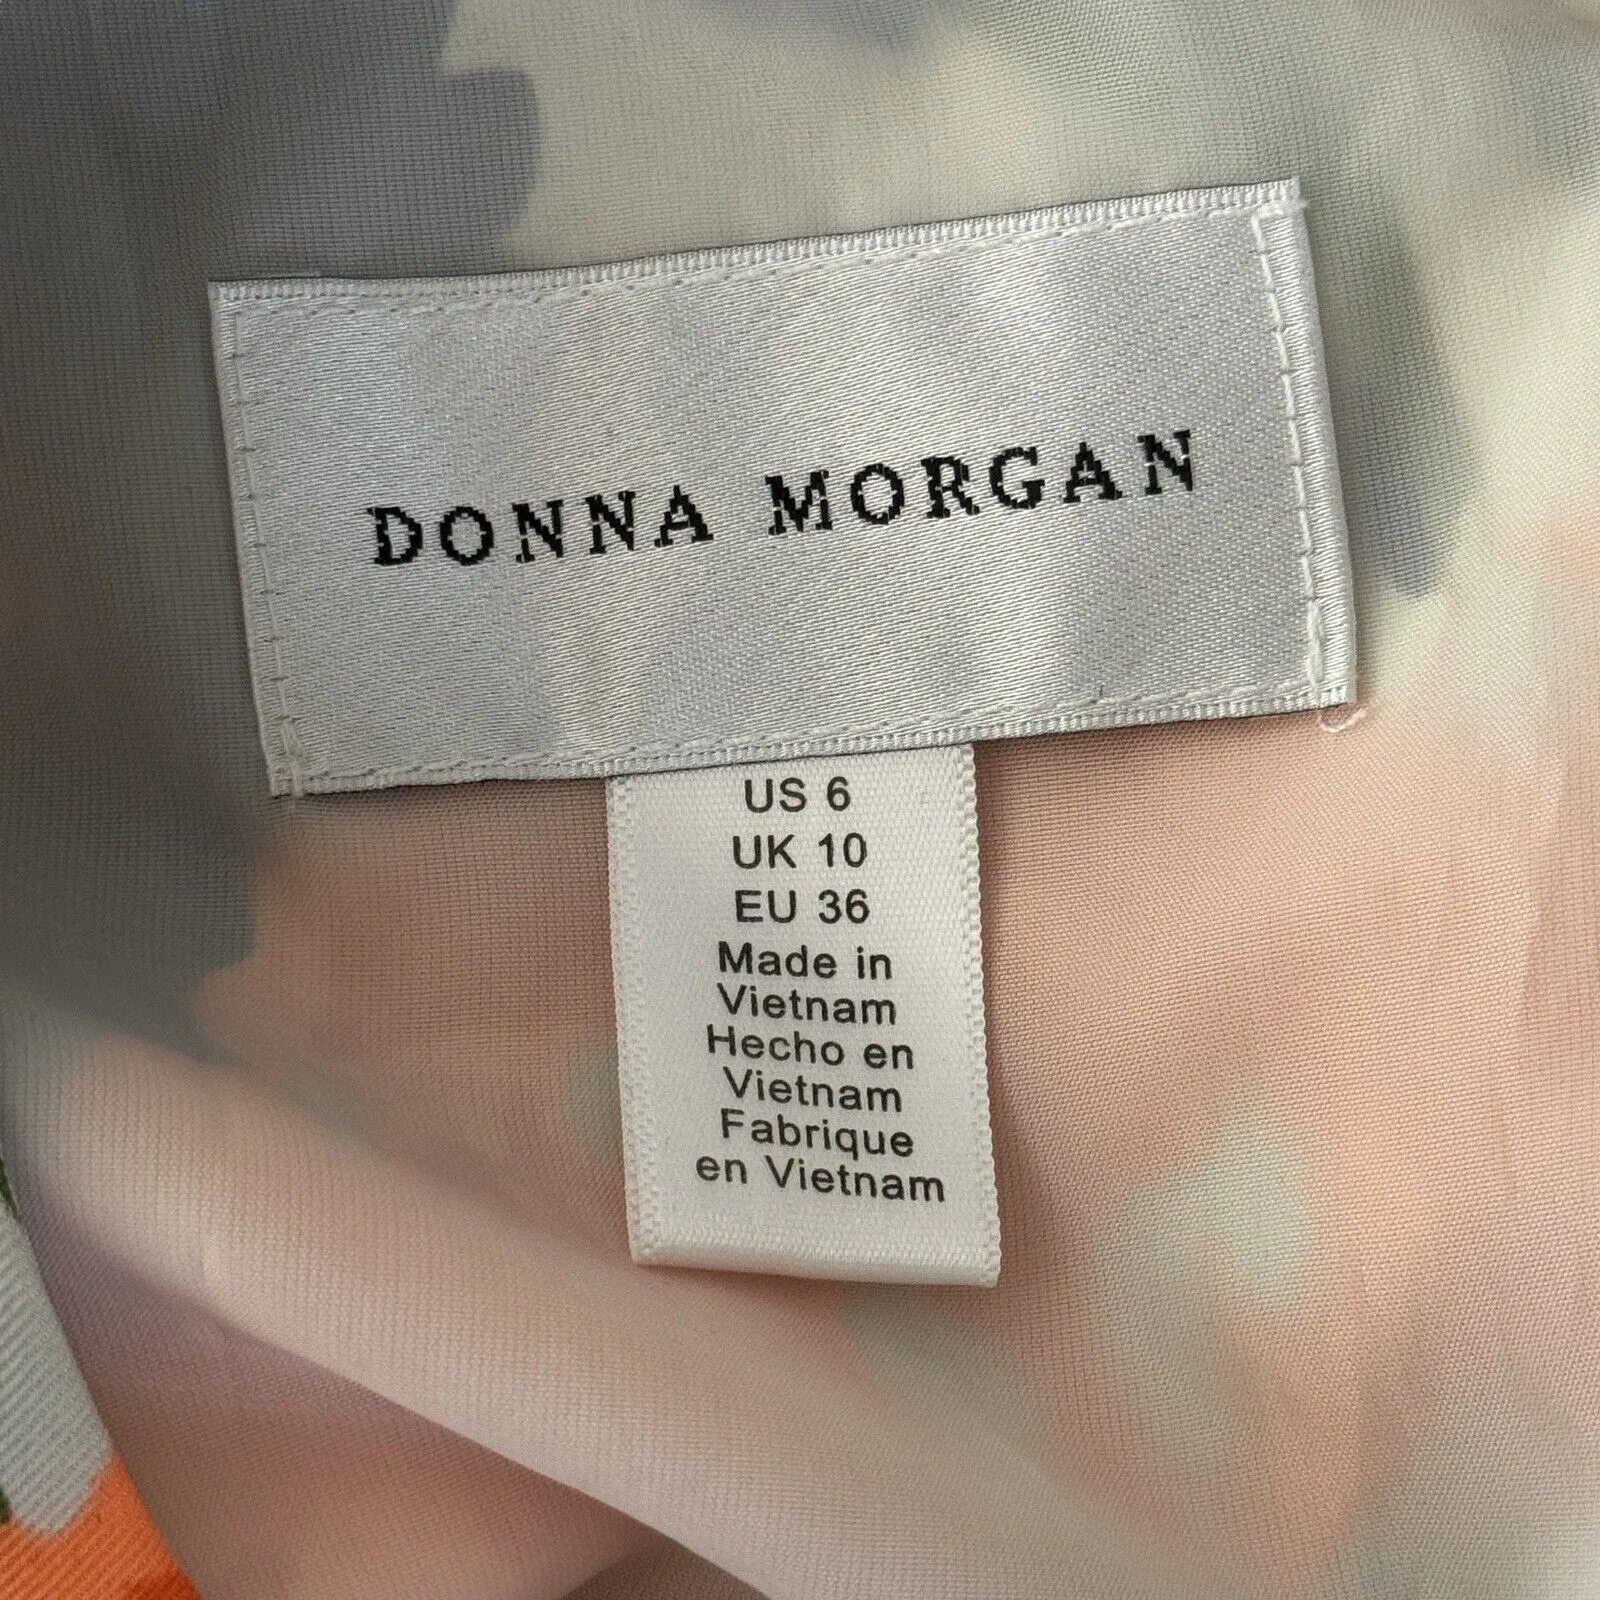 DONNA MORGAN
US 6
UK 10
EU 36
Made in
Vietnam
Hecho en
Vietnam
Fabrique
en Vietnam